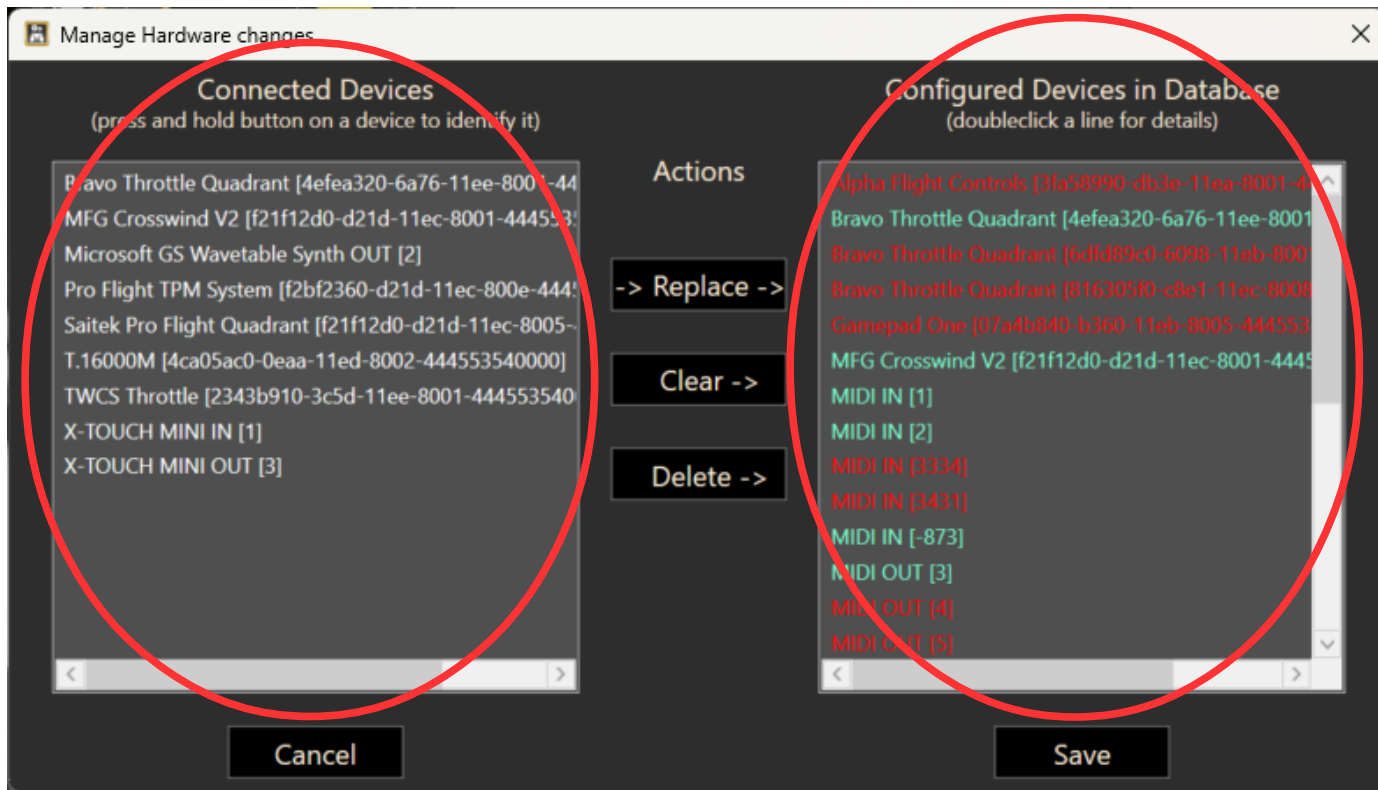 Manage Hardware changes
Connected Devices
(press and hold button on a device to identify it)
Bravo Throttle Quadrant [4efea320-6a76-11ee-8001-44
MFG Crosswind V2 [f21f12d0-d21d-11ec-8001-4445535
Microsoft GS Wavetable Synth OUT [2]
Pro Flight TPM System [f2bf2360-d21d-11ec-800e-4445
Saitek Pro Flight Quadrant [f21f12d0-d21d-11ec-8005-
T.16000M [4ca05ac0-0eaa-11ed-8002-444553540000]
TWCS Throttle [2343b910-3c5d-11ee-8001-4445535400
X-TOUCH MINI IN [1]
X-TOUCH MINI OUT [3]
Cancel
Actions
-> Replace ->
Clear ->
Delete ->
Configured Devices in Database
(doubleclick a line for details)
Alpha Flight Controls [3fa58990-db3e-11ea-8001-4
Bravo Throttle Quadrant [4efea320-6a76-11ee-8001
Bravo Throttle Quadrant [6dfd89c0-6098-11eb-800
Bravo Throttle Quadrant [816305f0-c8e1-11ec-8008
Gamepad One [07a4b840-b360-11eb-8005-444553
MFG Crosswind V2 [f21f12d0-d21d-11ec-8001-4445
MIDI IN [1]
MIDI IN [2]
MIDI IN [3334]
MIDI IN [3431]
MIDI IN [-873]
MIDI OUT [3]
MIDI OUT [4]
MIDI OUT [5]
Save